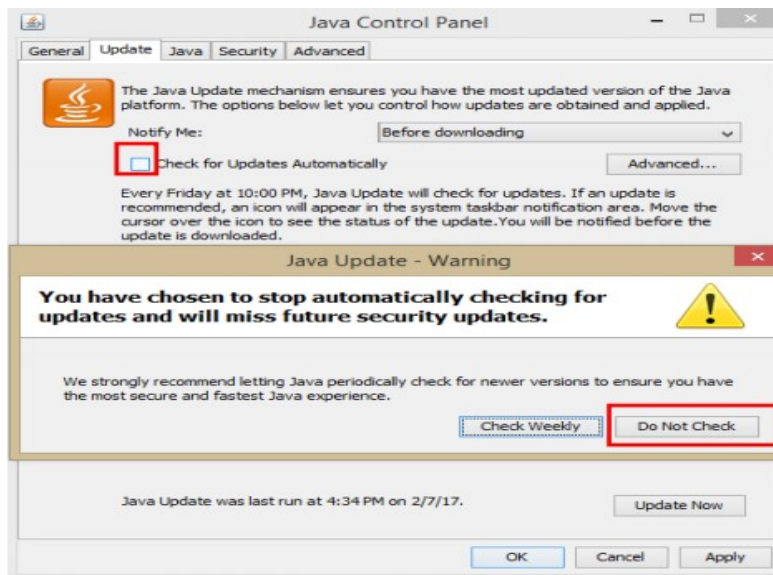 Java Control Panel
General Update Java Security Advanced
The Java Update mechanism ensures you have the most updated version of the Java
platform. The options below let you control how updates are obtained and applied.
Notify Me: Before downloading
Check for Updates Automatically Advanced...
Every Friday at 10:00 PM, Java Update will check for updates. If an update is
recommended, an icon will appear in the system taskbar notification area. Move the
cursor over the icon to see the status of the update.You will be notified before the
update is downloaded.
Java Update - Warning
You have chosen to stop automatically checking for
updates and will miss future security updates.
We strongly recommend letting Java periodically check for newer versions to ensure you have
the most secure and fastest Java experience.
Check Weekly Do Not Check
Java Update was last run at 4:34 PM on 2/7/17.
Update Now
OK Cancel Apply